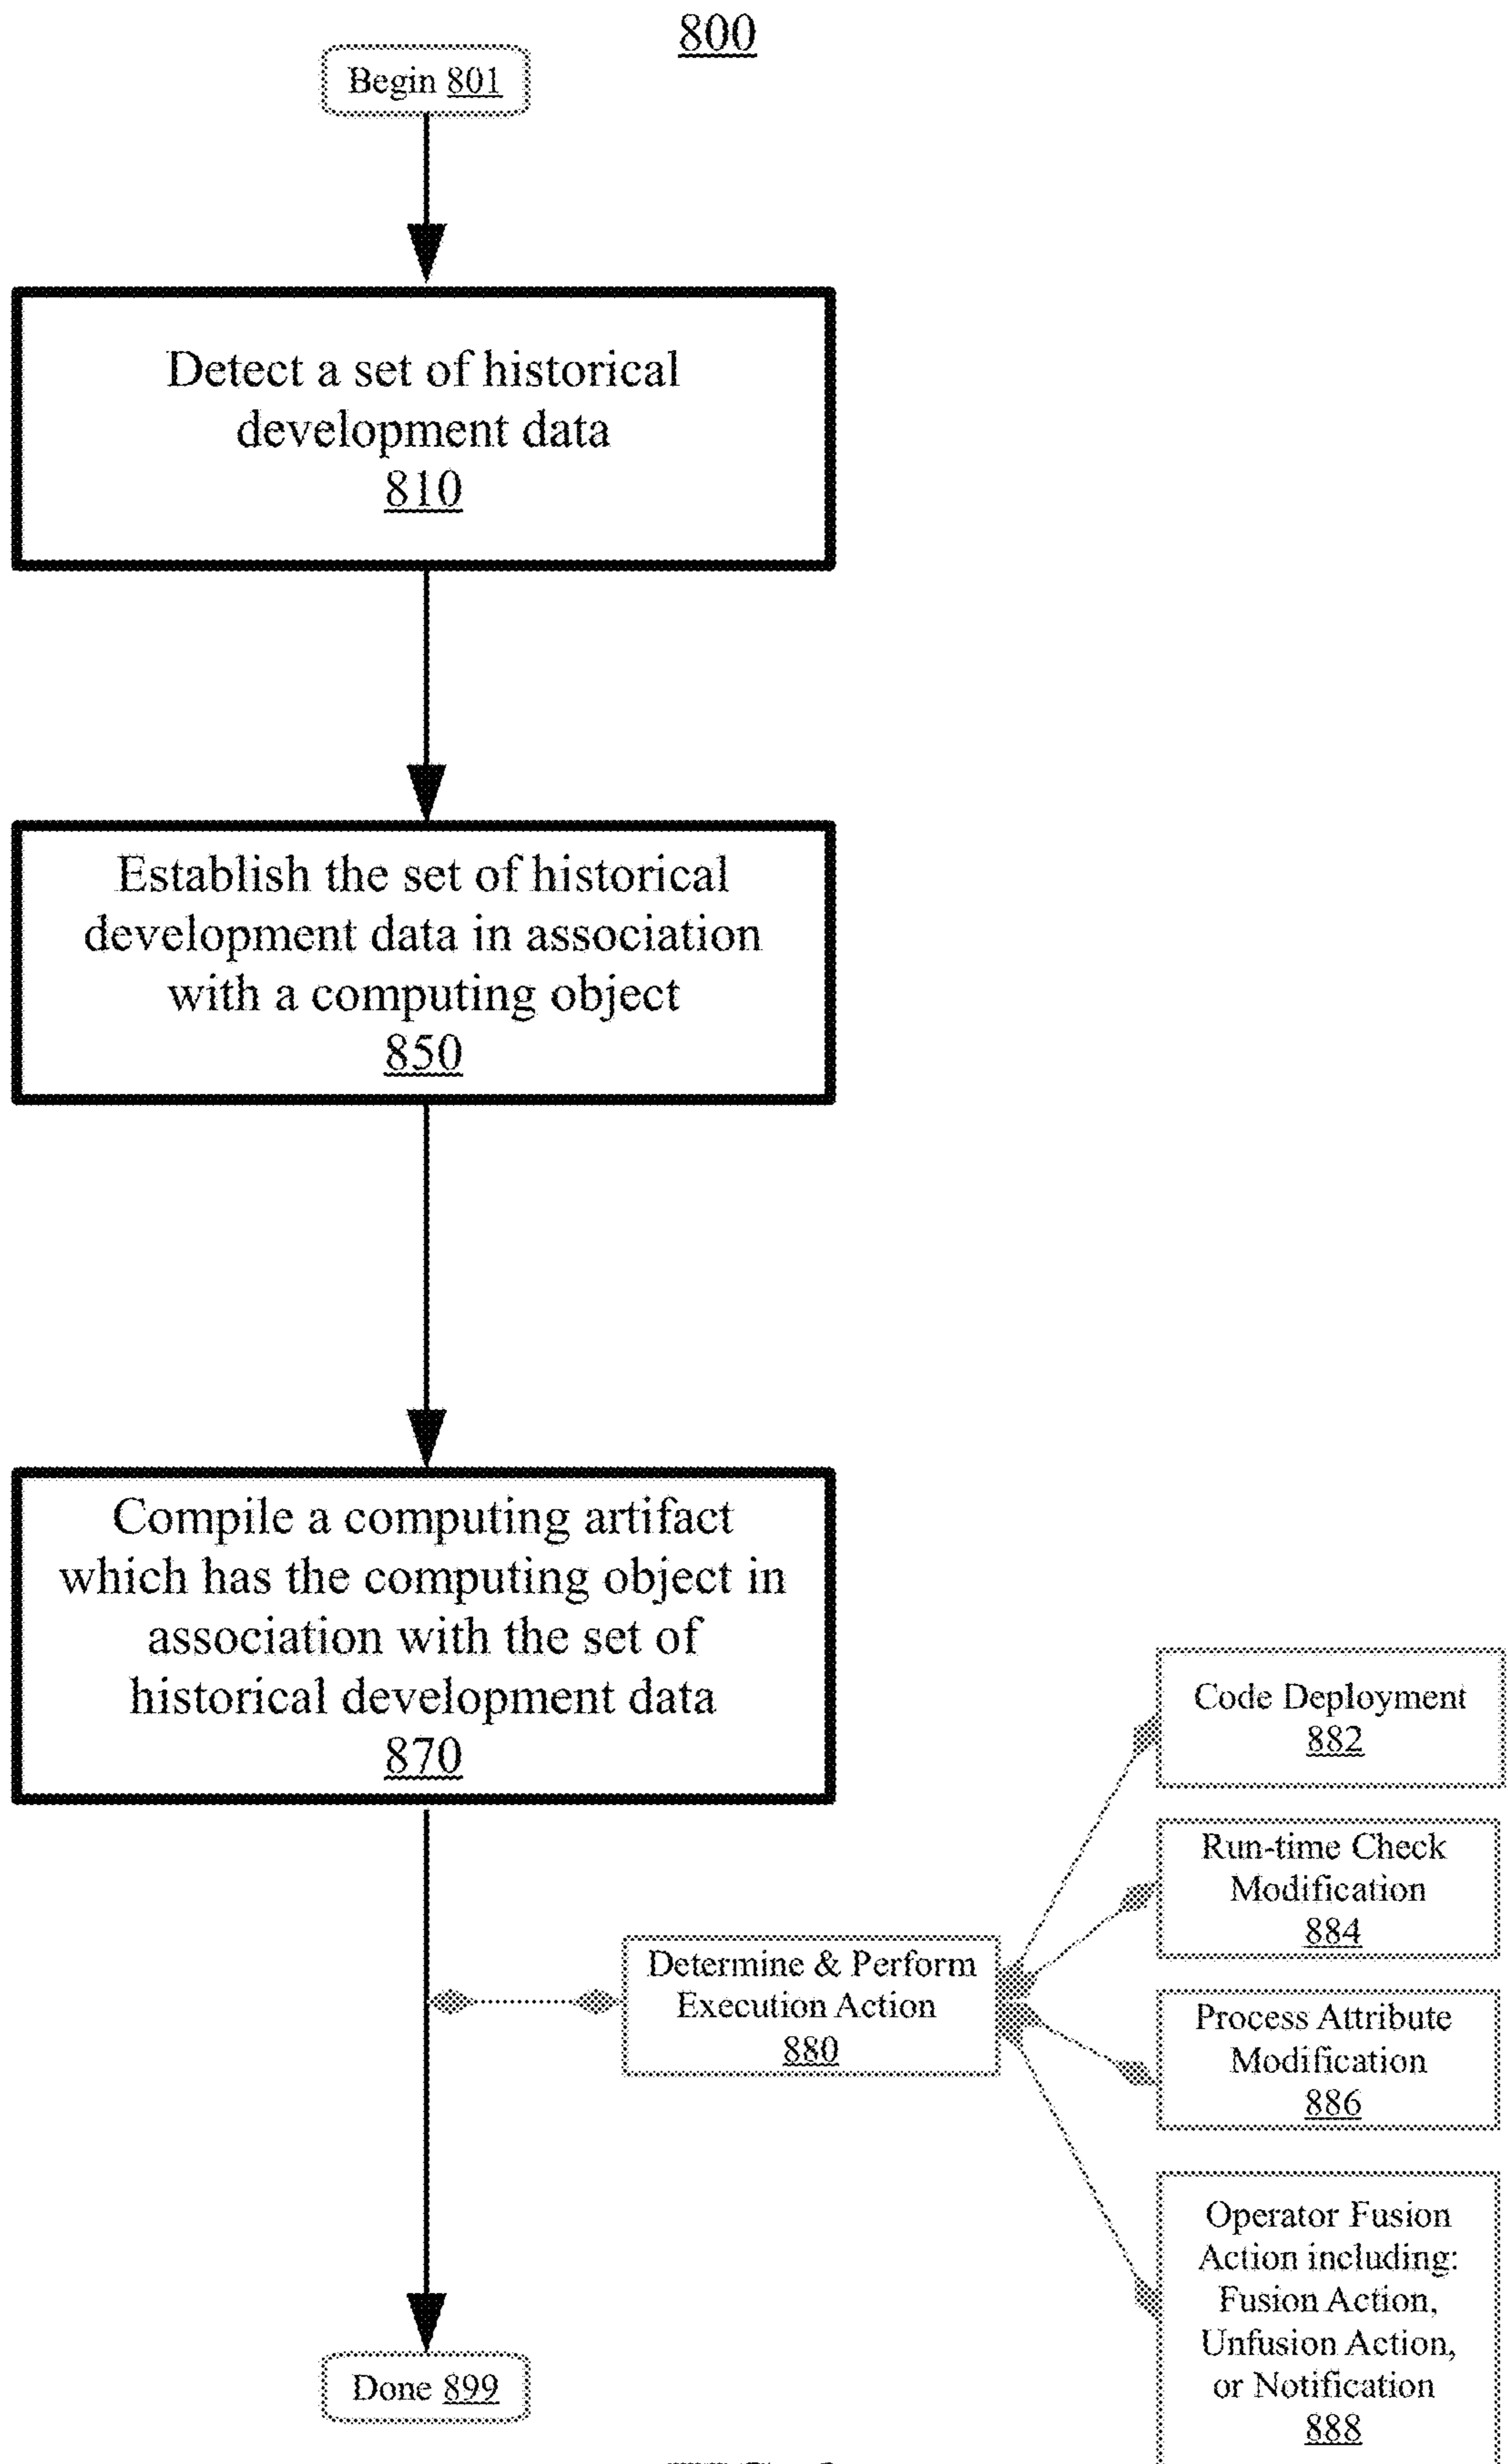 800
Begin 801
Detect a set of historical
development data
810
Establish the set of historical
development data in association
with a computing object
850
Compile a computing artifact
which has the computing object in
association with the set of
historical development data
870
Code Deployment
882
Run-time Check
Modification
884
Determine & Perform
Execution Action
880
Process Attribute
Modification
886
Operator Fusion
Action including:
Fusion Action,
Unfusion Action,
or Notification
888
Done 899